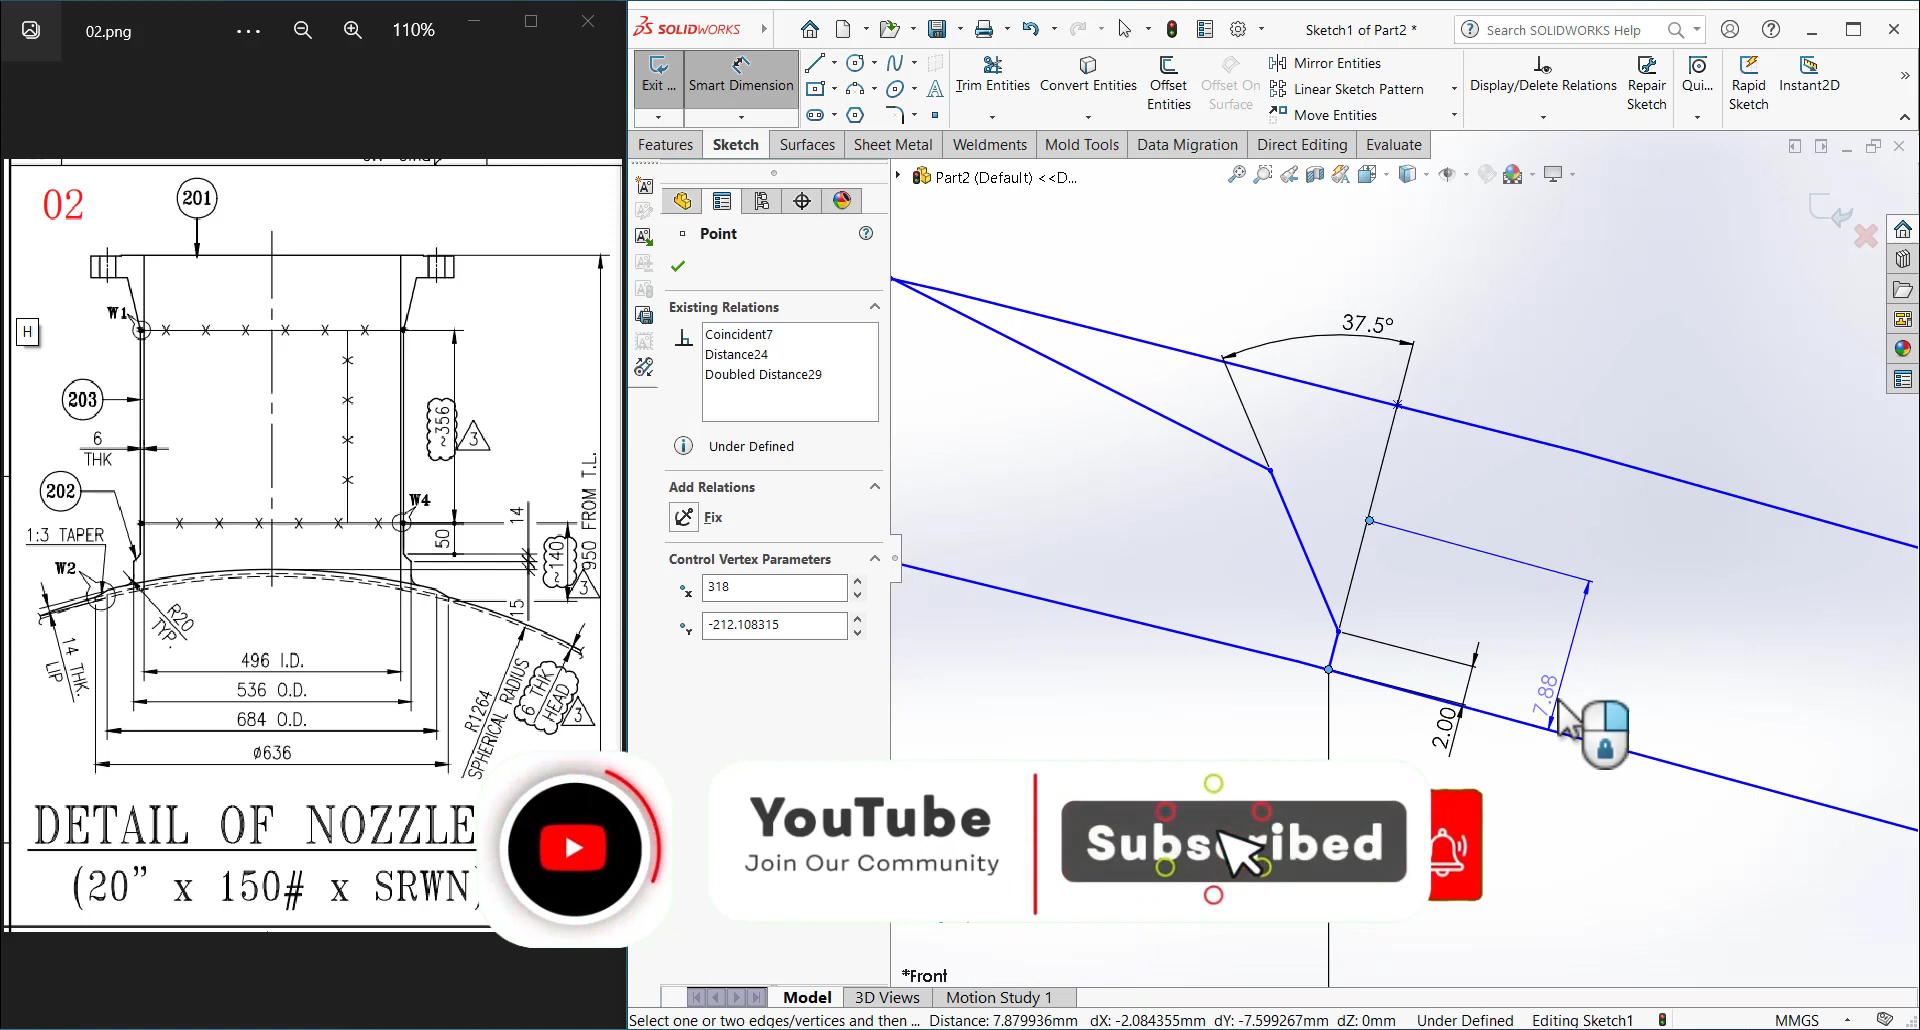 02.png
110%
02
201
W1
203
6
THK
202
1:3 TAPER
W2
W4
~356
3
50
14
~140
3
950 FROM T.L.
15
R20
TYP.
14 THK.
LIP
496 I.D.
536 O.D.
684 O.D.
ø636
R1264
SPHERICAL RADIUS
6 THK
HEAD
3
DETAIL OF NOZZLE
(20” x 150# x SRWN)
H
SOLIDWORKS
Sketch1 of Part2 *
Search SOLIDWORKS Help
Exit ...
Smart Dimension
Trim Entities
Convert Entities
Offset Entities
Offset On Surface
Mirror Entities
Linear Sketch Pattern
Move Entities
Display/Delete Relations
Repair Sketch
Qui...
Rapid Sketch
Instant2D
Features
Sketch
Surfaces
Sheet Metal
Weldments
Mold Tools
Data Migration
Direct Editing
Evaluate
Part2 (Default) <<D...
Point
Existing Relations
Coincident7
Distance24
Doubled Distance29
Under Defined
Add Relations
Fix
Control Vertex Parameters
318
-212.108315
37.5°
7.88
2.00
YouTube
Join Our Community
Subscribed
*Front
Model
3D Views
Motion Study 1
Select one or two edges/vertices and then ...
Distance: 7.879936mm
dX: -2.084355mm
dY: -7.599267mm
dZ: 0mm
Under Defined
Editing Sketch1
MMGS